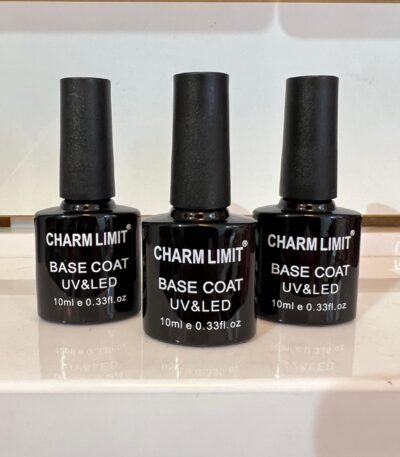 CHARM LIMIT®
BASE COAT
UV&LED
10ml e 0.33fl.oz
CHARM LIMIT®
BASE COAT
UV&LED
10ml e 0.33fl.oz
CHARM LIMIT®
BASE COAT
UV&LED
10ml e 0.33fl.oz